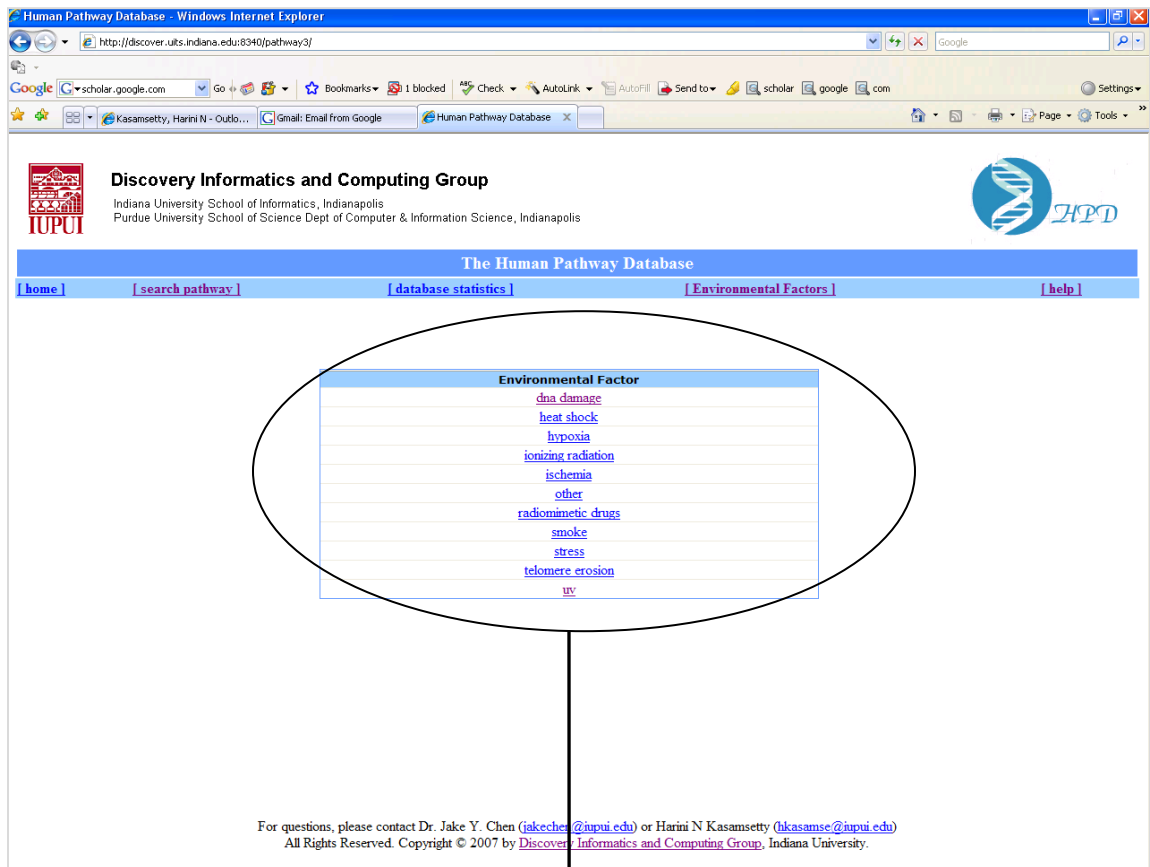 Human Pathway Database - Windows Internet Explorer
http://discover.uits.indiana.edu:8340/pathway3/
Google
Google scholar.google.com Go Bookmarks 1 blocked Check AutoLink AutoFill Send to scholar google com Settings
Kasamsetty, Harini N - Outlo... Gmail: Email from Google Human Pathway Database Page Tools
IUPUI
Discovery Informatics and Computing Group
Indiana University School of Informatics, Indianapolis
Purdue University School of Science Dept of Computer & Information Science, Indianapolis
HPD
The Human Pathway Database
[ home ] [ search pathway ] [ database statistics ] [ Environmental Factors ] [ help ]
Environmental Factor
dna damage
heat shock
hypoxia
ionizing radiation
ischemia
other
radiomimetic drugs
smoke
stress
telomere erosion
uv
For questions, please contact Dr. Jake Y. Chen (jakechen@iupui.edu) or Harini N Kasamsetty (hkasamse@iupui.edu)
All Rights Reserved. Copyright © 2007 by Discovery Informatics and Computing Group, Indiana University.